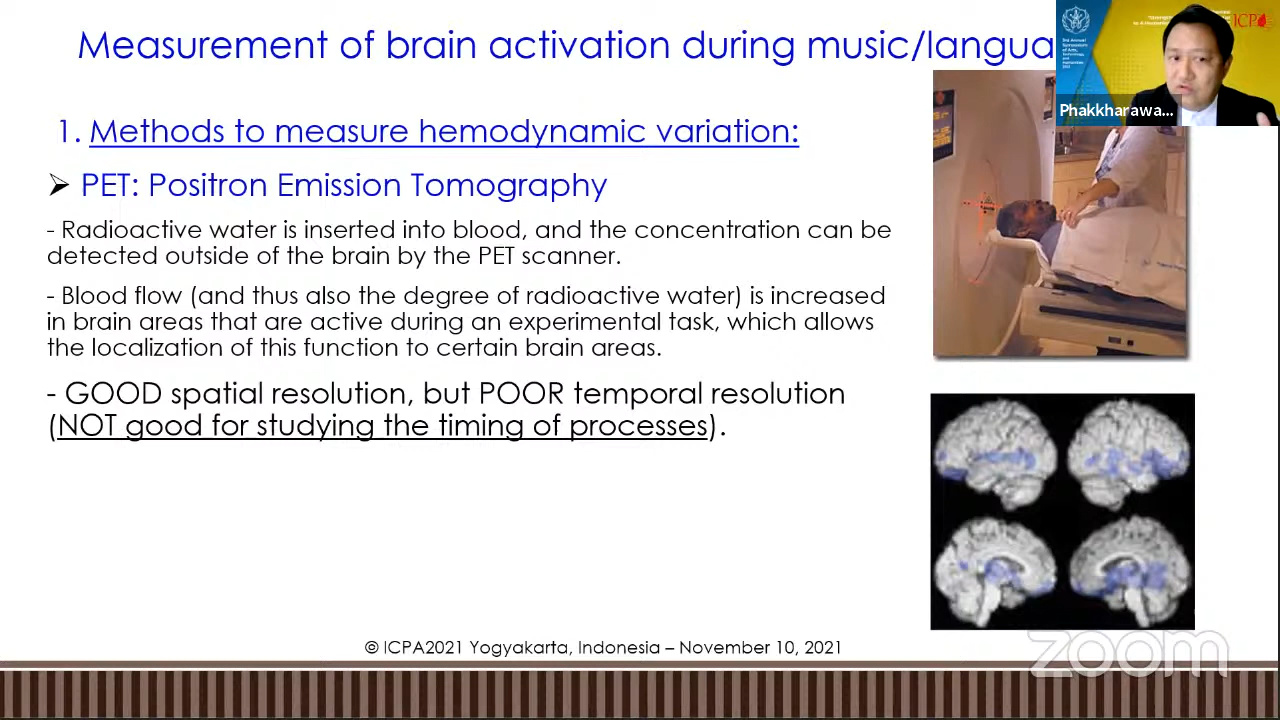 Measurement of brain activation during music/langua
ICPA
Phakkharawa...
1. Methods to measure hemodynamic variation:
➢ PET: Positron Emission Tomography
- Radioactive water is inserted into blood, and the concentration can be
detected outside of the brain by the PET scanner.
- Blood flow (and thus also the degree of radioactive water) is increased
in brain areas that are active during an experimental task, which allows
the localization of this function to certain brain areas.
- GOOD spatial resolution, but POOR temporal resolution
(NOT good for studying the timing of processes).
© ICPA2021 Yogyakarta, Indonesia – November 10, 2021
zoom